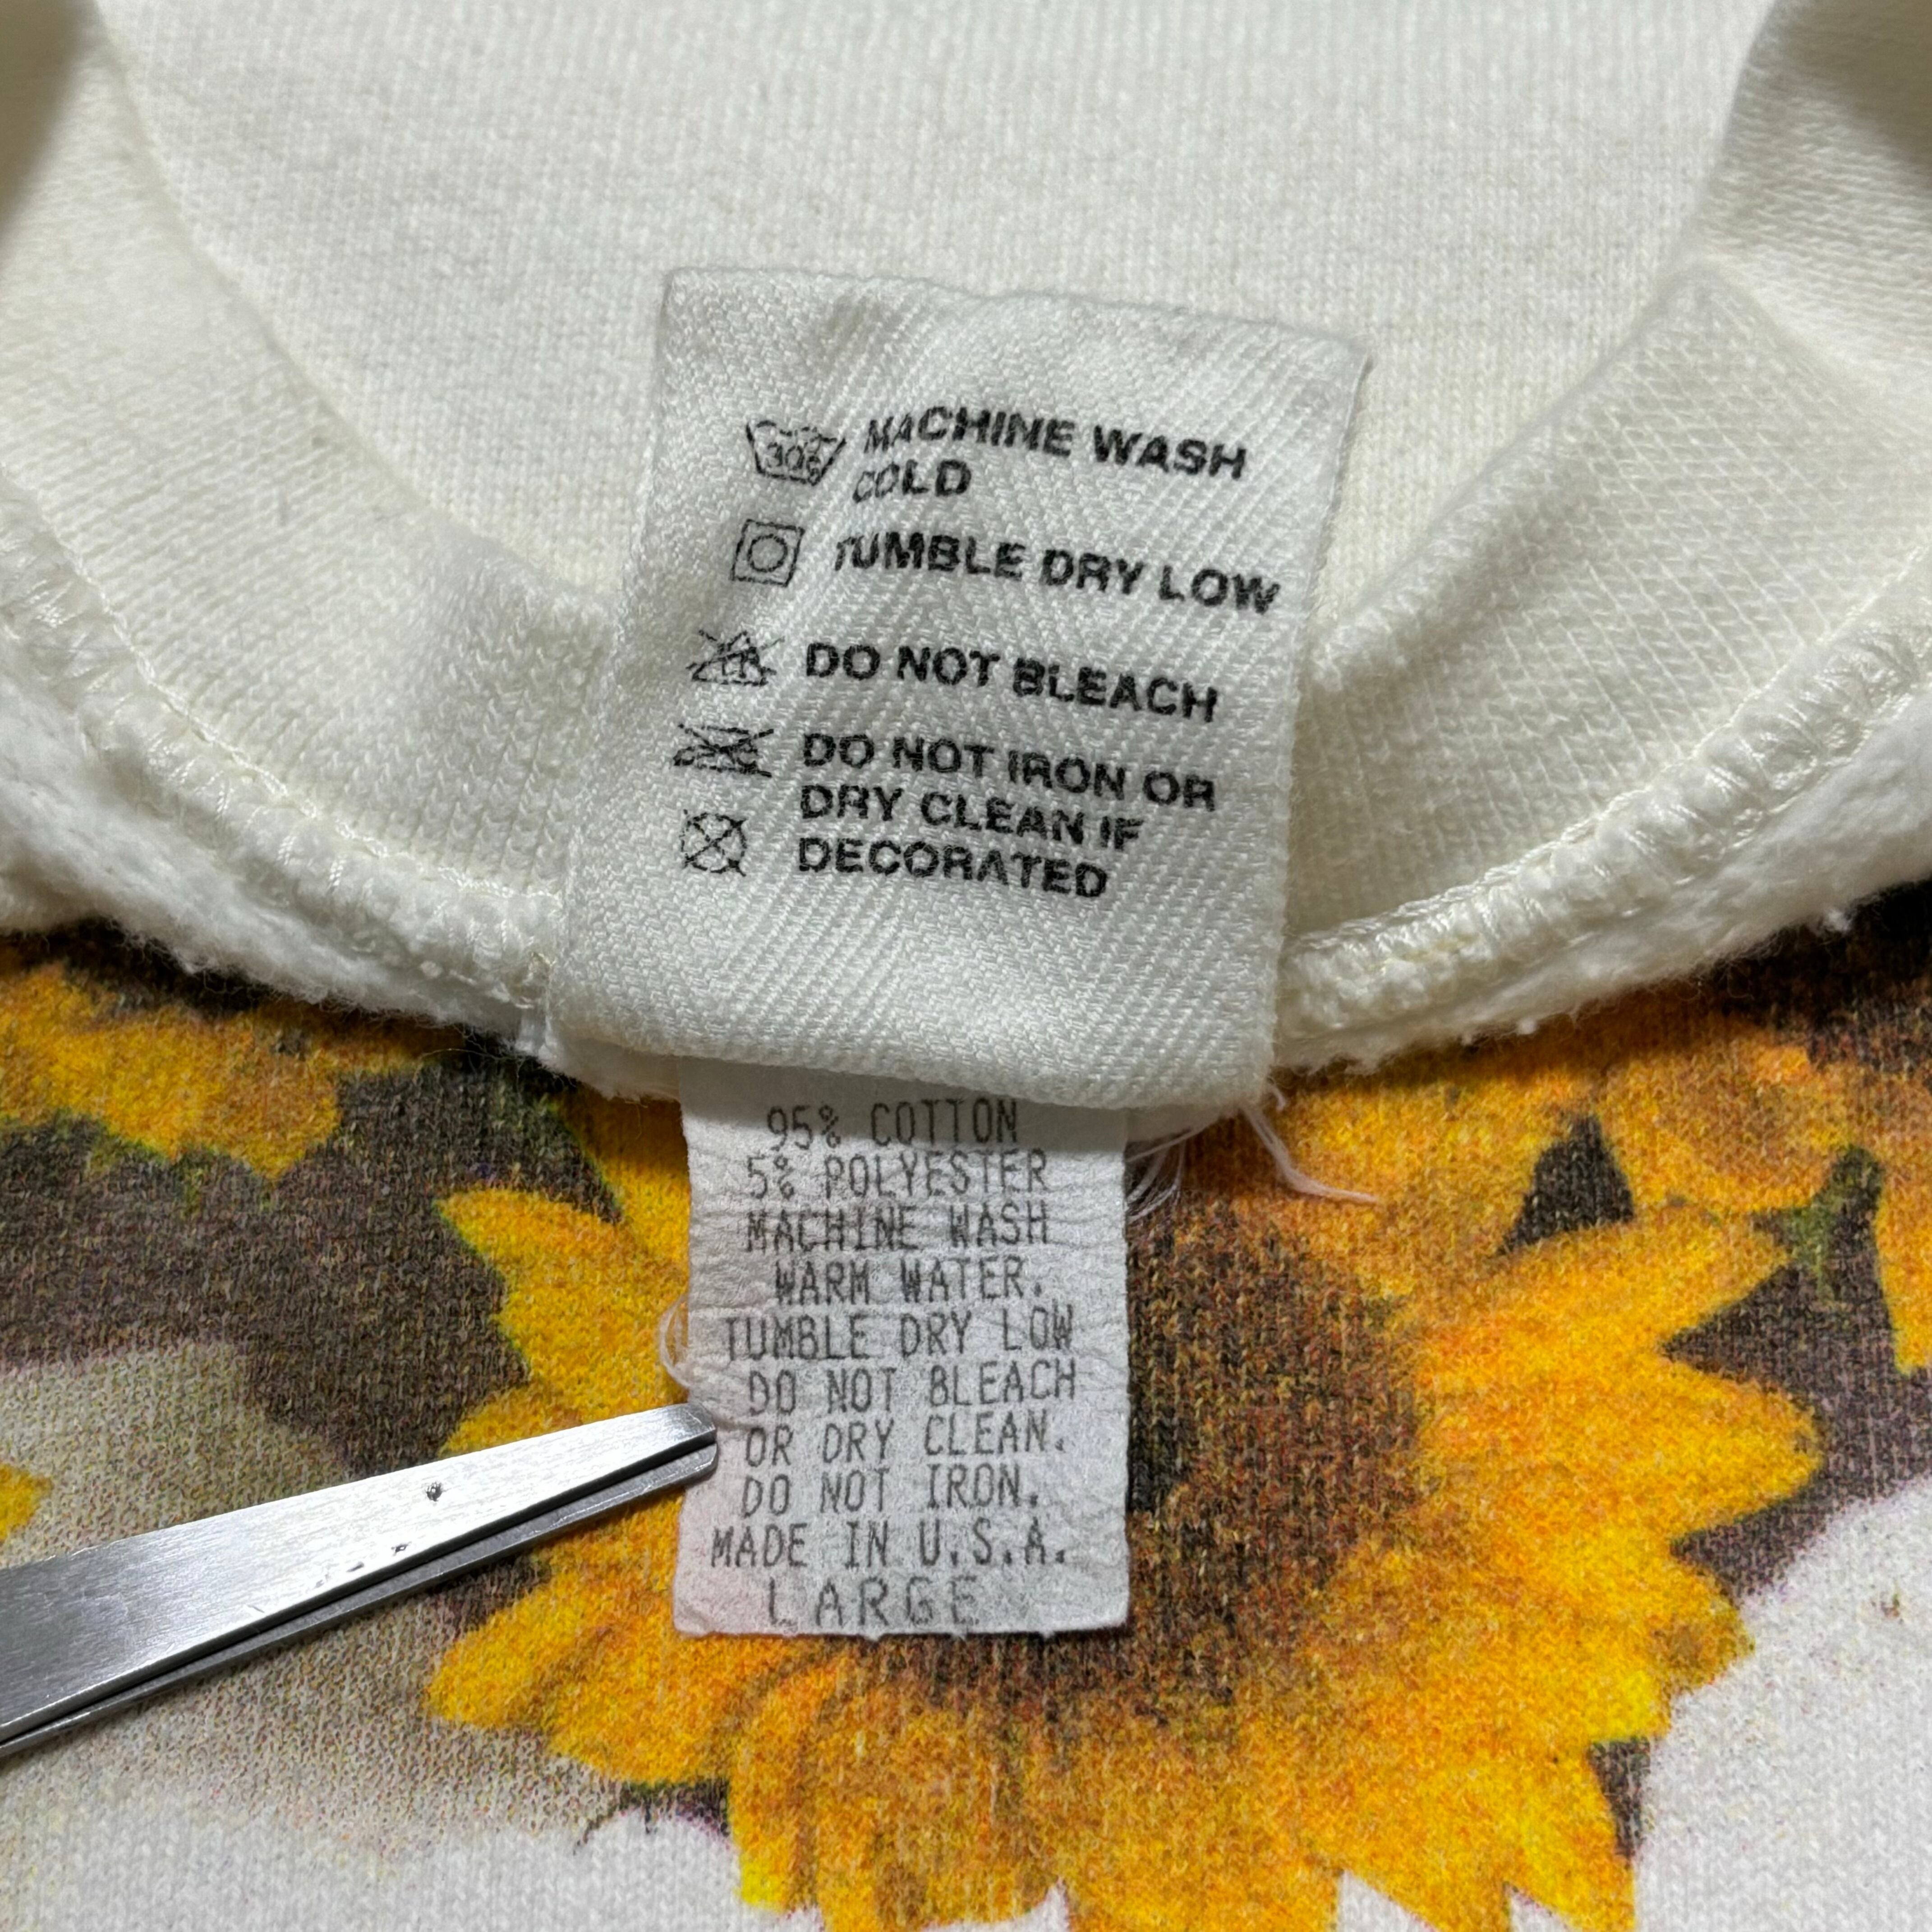 30c MACHINE WASH
COLD
TUMBLE DRY LOW
DO NOT BLEACH
DO NOT IRON OR
DRY CLEAN IF
DECORATED
95% COTTON
5% POLYESTER
MACHINE WASH
WARM WATER.
TUMBLE DRY LOW
DO NOT BLEACH
OR DRY CLEAN.
DO NOT IRON.
MADE IN U.S.A.
LARGE